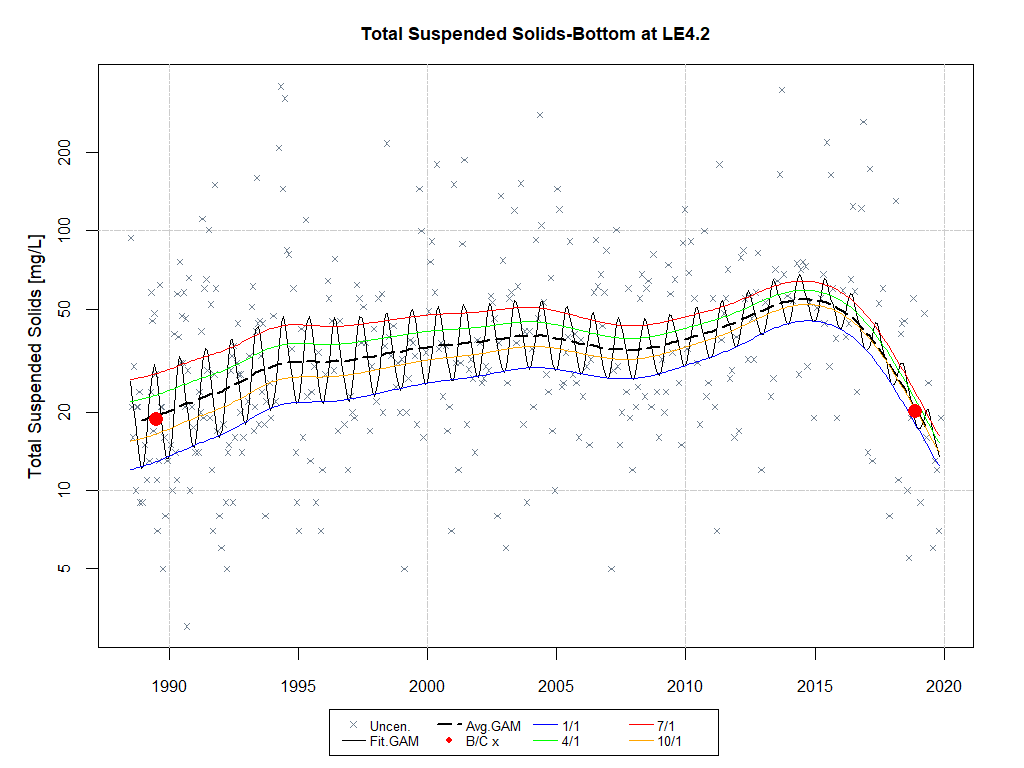 Total Suspended Solids-Bottom at LE4.2
Total Suspended Solids [mg/L]
200
100
50
20
10
5
1990 1995 2000 2005 2010 2015 2020
Uncen. Avg.GAM 1/1 7/1
Fit.GAM B/C x 4/1 10/1